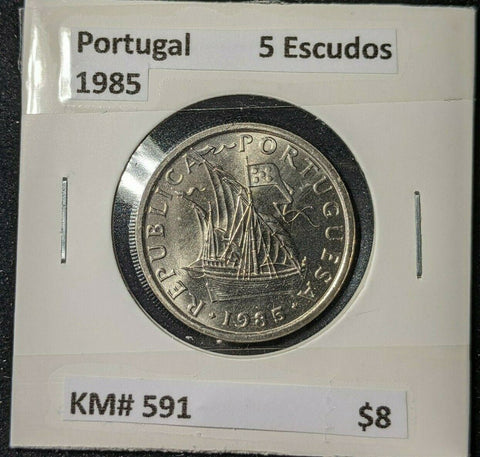 Portugal 5 Escudos
1985
REPUBLICA PORTUGUESA
· 1985 ·
KM# 591 $8